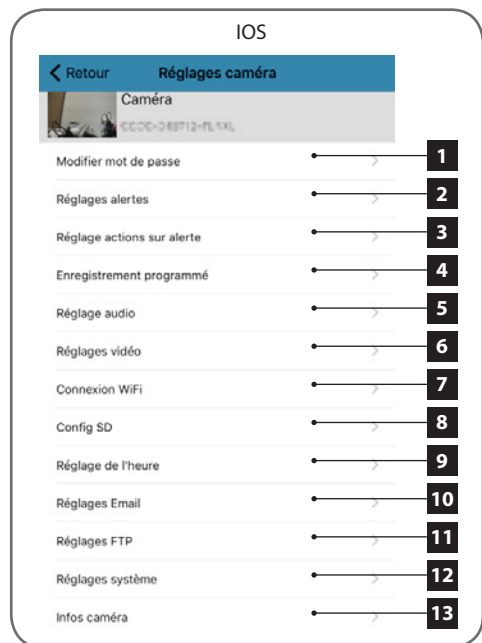 IOS
Retour Réglages caméra
Caméra
Modifier mot de passe 1
Réglages alertes 2
Réglage actions sur alerte 3
Enregistrement programmé 4
Réglage audio 5
Réglages vidéo 6
Connexion WiFi 7
Config SD 8
Réglage de l'heure 9
Réglages Email 10
Réglages FTP 11
Réglages système 12
Infos caméra 13